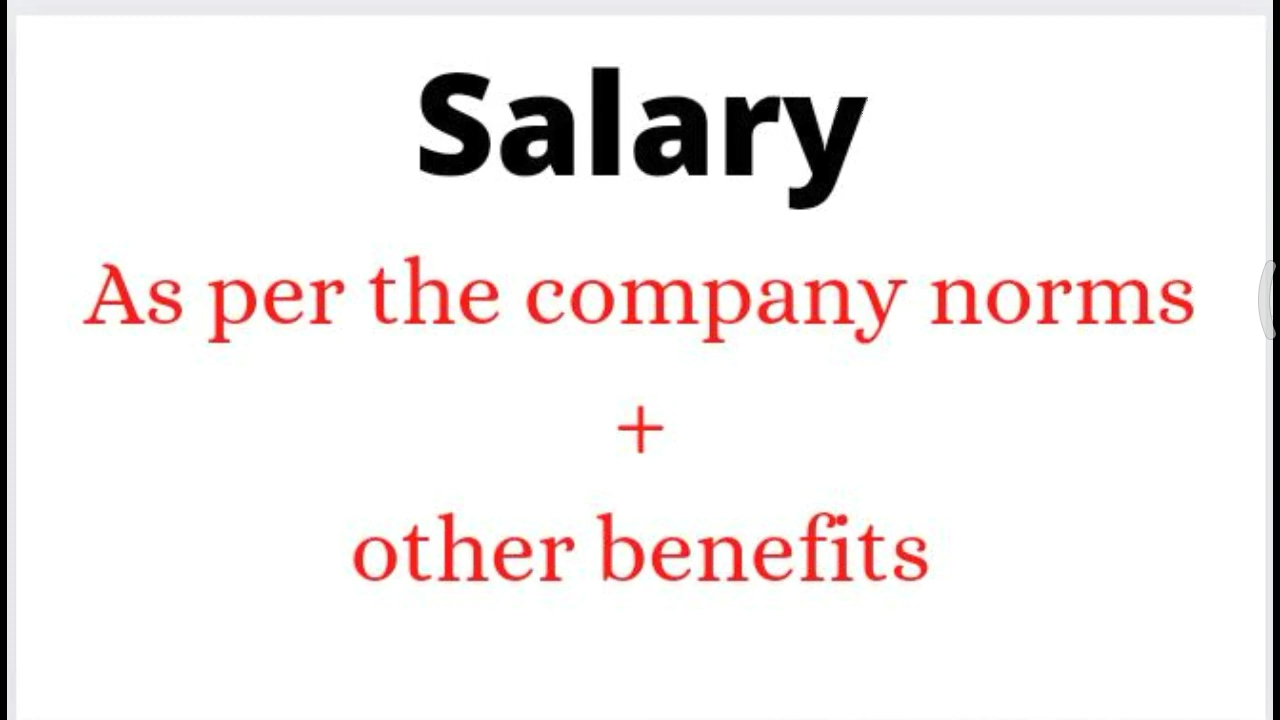 Salary
As per the company norms
+
other benefits